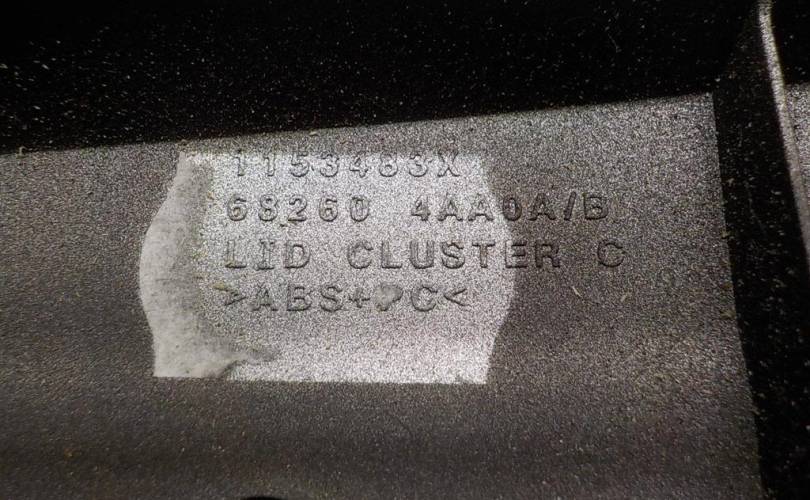 1153483X
68260 4AA0A/B
LID CLUSTER C
>ABS+PC<